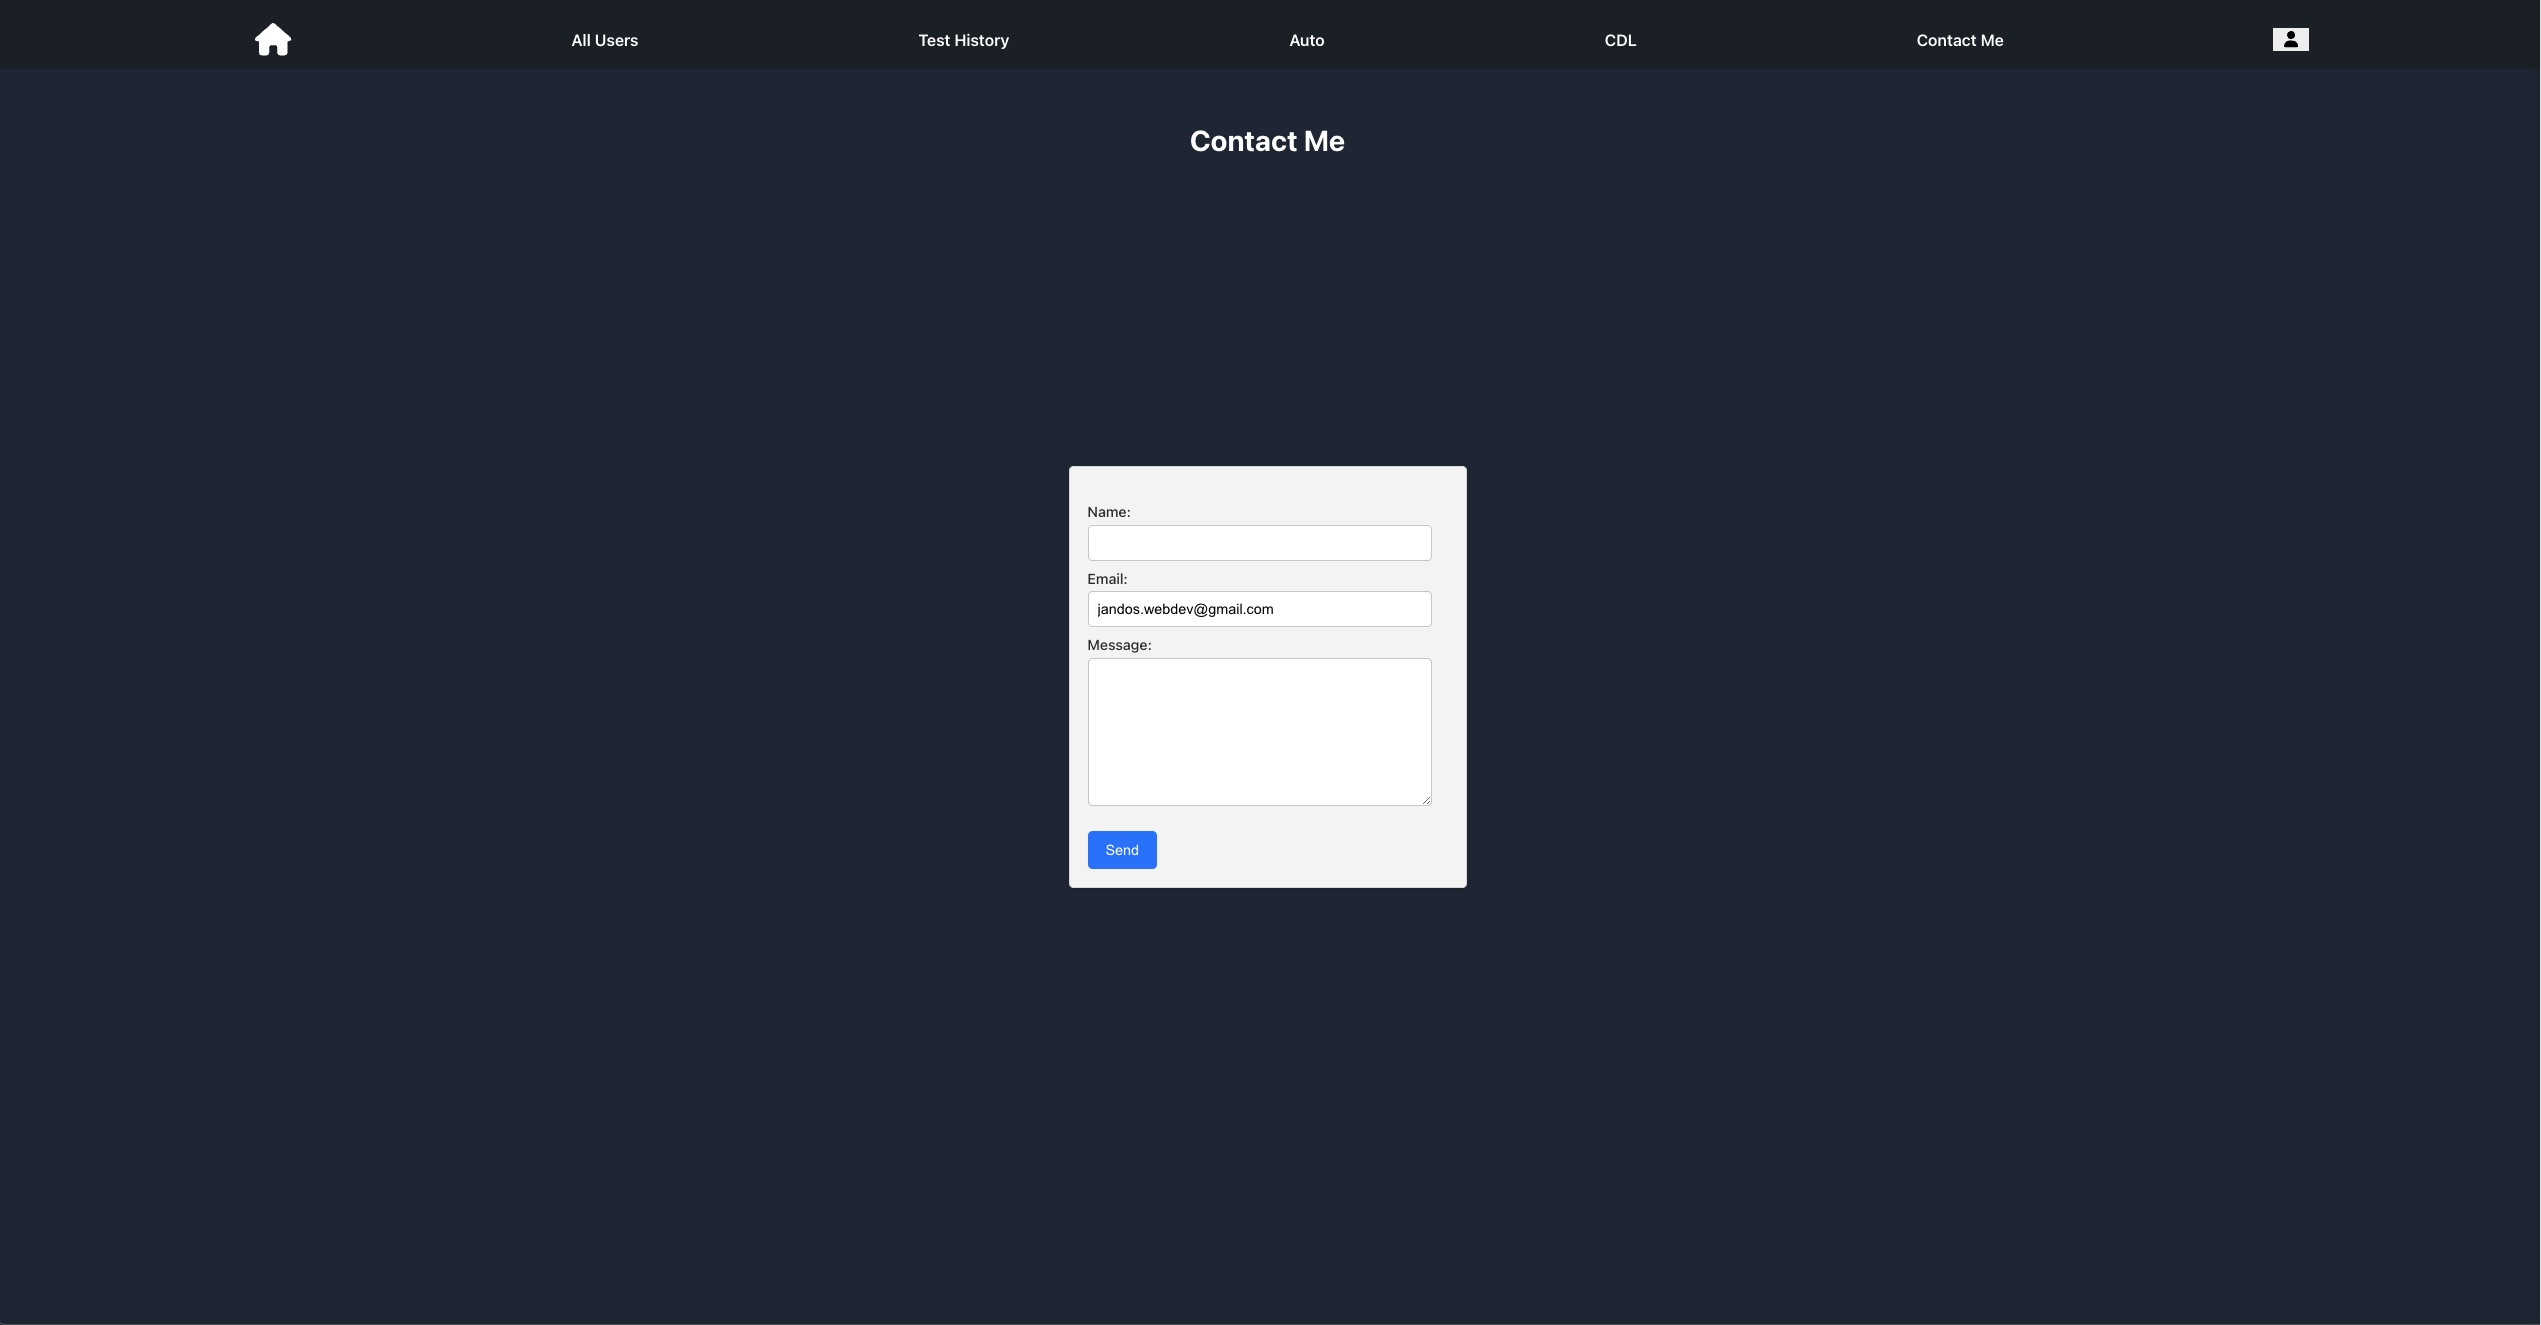 All Users Test History Auto CDL Contact Me
Contact Me
Name:
Email:
jandos.webdev@gmail.com
Message:
Send